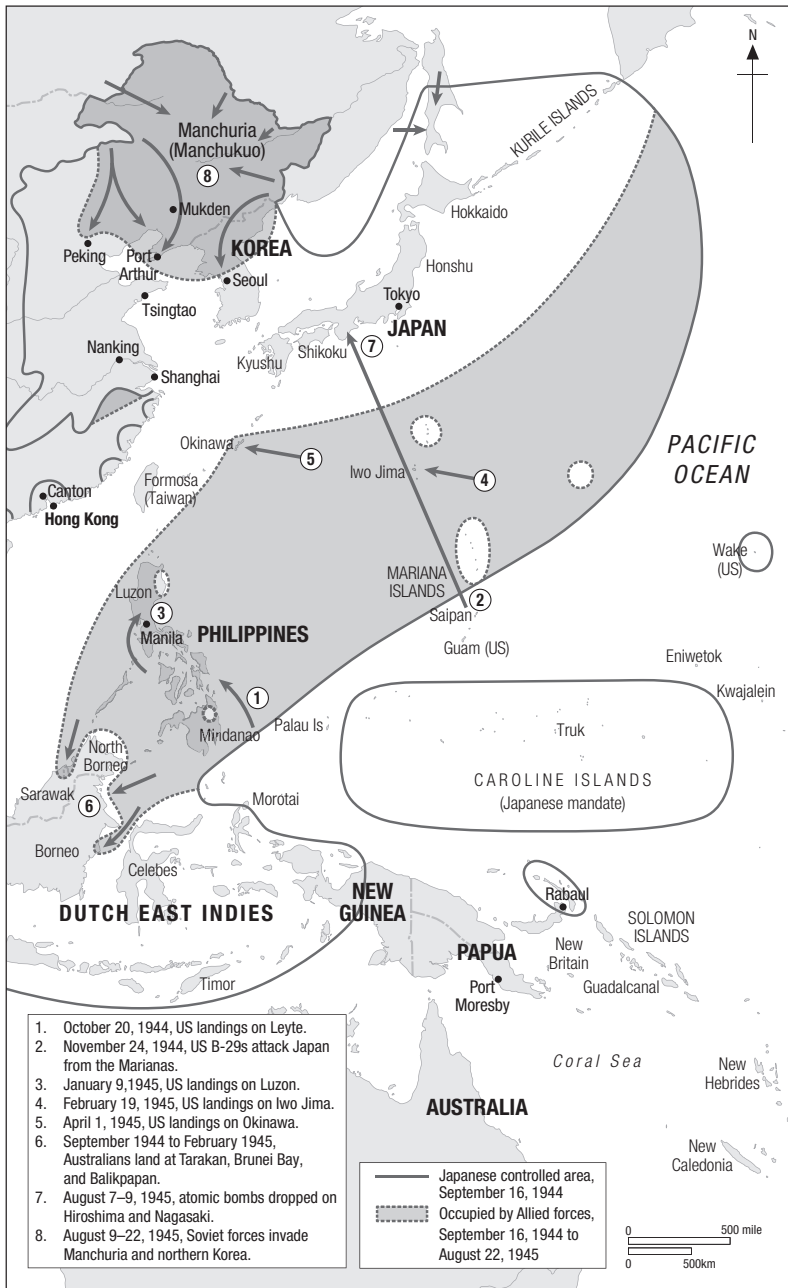 N
KURILE ISLANDS
Manchuria
(Manchukuo)
8
Mukden
Hokkaido
KOREA
Peking
Port
Arthur
Seoul
Honshu
Tsingtao
Tokyo
JAPAN
Nanking
Kyushu
Shikoku
7
Shanghai
Okinawa
5
PACIFIC
OCEAN
Iwo Jima
4
Formosa
(Taiwan)
Canton
Hong Kong
Wake
(US)
MARIANA
ISLANDS
2
Luzon
3
Saipan
Manila
PHILIPPINES
Guam (US)
Eniwetok
Kwajalein
1
Mindanao
Palau Is
Truk
North
Borneo
CAROLINE ISLANDS
(Japanese mandate)
Sarawak
6
Morotai
Borneo
Celebes
NEW
GUINEA
Rabaul
DUTCH EAST INDIES
SOLOMON
ISLANDS
PAPUA
New
Britain
Timor
Port
Moresby
Guadalcanal
Coral Sea
New
Hebrides
AUSTRALIA
New
Caledonia
1. October 20, 1944, US landings on Leyte.
2. November 24, 1944, US B-29s attack Japan
from the Marianas.
3. January 9,1945, US landings on Luzon.
4. February 19, 1945, US landings on Iwo Jima.
5. April 1, 1945, US landings on Okinawa.
6. September 1944 to February 1945,
Australians land at Tarakan, Brunei Bay,
and Balikpapan.
7. August 7–9, 1945, atomic bombs dropped on
Hiroshima and Nagasaki.
8. August 9–22, 1945, Soviet forces invade
Manchuria and northern Korea.
Japanese controlled area,
September 16, 1944
Occupied by Allied forces,
September 16, 1944 to
August 22, 1945
0 500 mile
0 500km